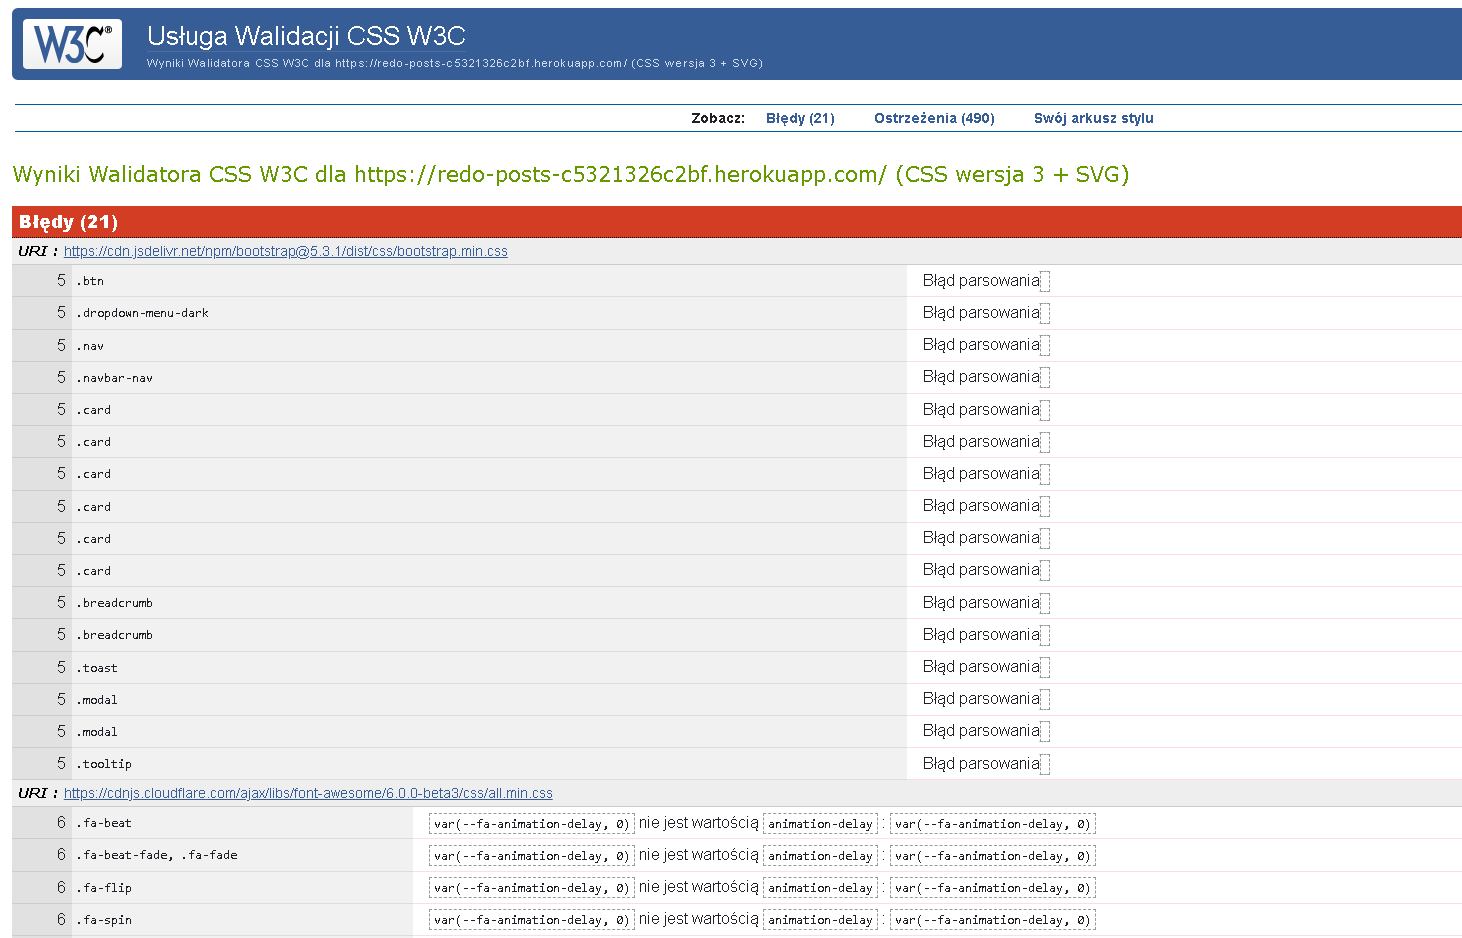 W3C® Usługa Walidacji CSS W3C
Wyniki Walidatora CSS W3C dla https://redo-posts-c5321326c2bf.herokuapp.com/ (CSS wersja 3 + SVG)
Zobacz: Błędy (21) Ostrzeżenia (490) Swój arkusz stylu
Wyniki Walidatora CSS W3C dla https://redo-posts-c5321326c2bf.herokuapp.com/ (CSS wersja 3 + SVG)
Błędy (21)
URI : https://cdn.jsdelivr.net/npm/bootstrap@5.3.1/dist/css/bootstrap.min.css
5 .btn Błąd parsowania
5 .dropdown-menu-dark Błąd parsowania
5 .nav Błąd parsowania
5 .navbar-nav Błąd parsowania
5 .card Błąd parsowania
5 .card Błąd parsowania
5 .card Błąd parsowania
5 .card Błąd parsowania
5 .card Błąd parsowania
5 .card Błąd parsowania
5 .breadcrumb Błąd parsowania
5 .breadcrumb Błąd parsowania
5 .toast Błąd parsowania
5 .modal Błąd parsowania
5 .modal Błąd parsowania
5 .tooltip Błąd parsowania
URI : https://cdnjs.cloudflare.com/ajax/libs/font-awesome/6.0.0-beta3/css/all.min.css
6 .fa-beat var(--fa-animation-delay, 0) nie jest wartością animation-delay : var(--fa-animation-delay, 0)
6 .fa-beat-fade, .fa-fade var(--fa-animation-delay, 0) nie jest wartością animation-delay : var(--fa-animation-delay, 0)
6 .fa-flip var(--fa-animation-delay, 0) nie jest wartością animation-delay : var(--fa-animation-delay, 0)
6 .fa-spin var(--fa-animation-delay, 0) nie jest wartością animation-delay : var(--fa-animation-delay, 0)